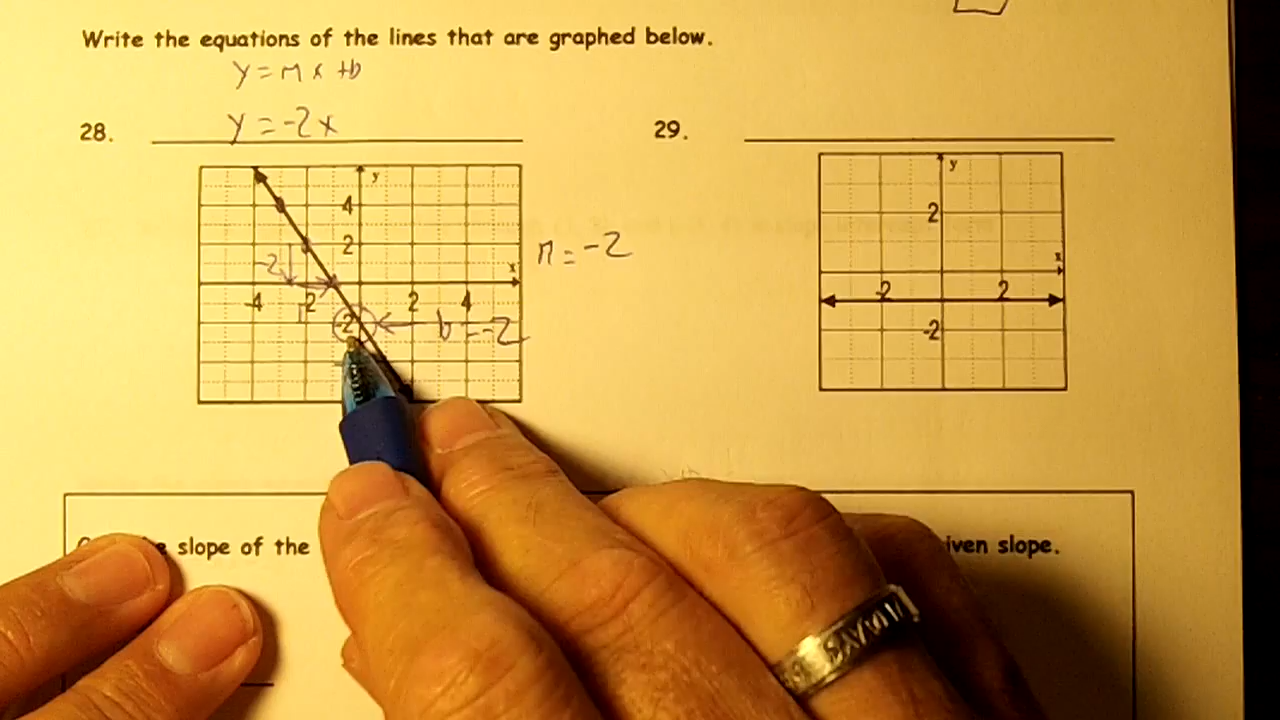 Write the equations of the lines that are graphed below.
y = mx + b
28. y = -2x
29.
y
4
2
-2
x
-4 -2 2 4
1
-2
b = -2
m = -2
y
2
x
-2 2
-2
slope of the
iven slope.